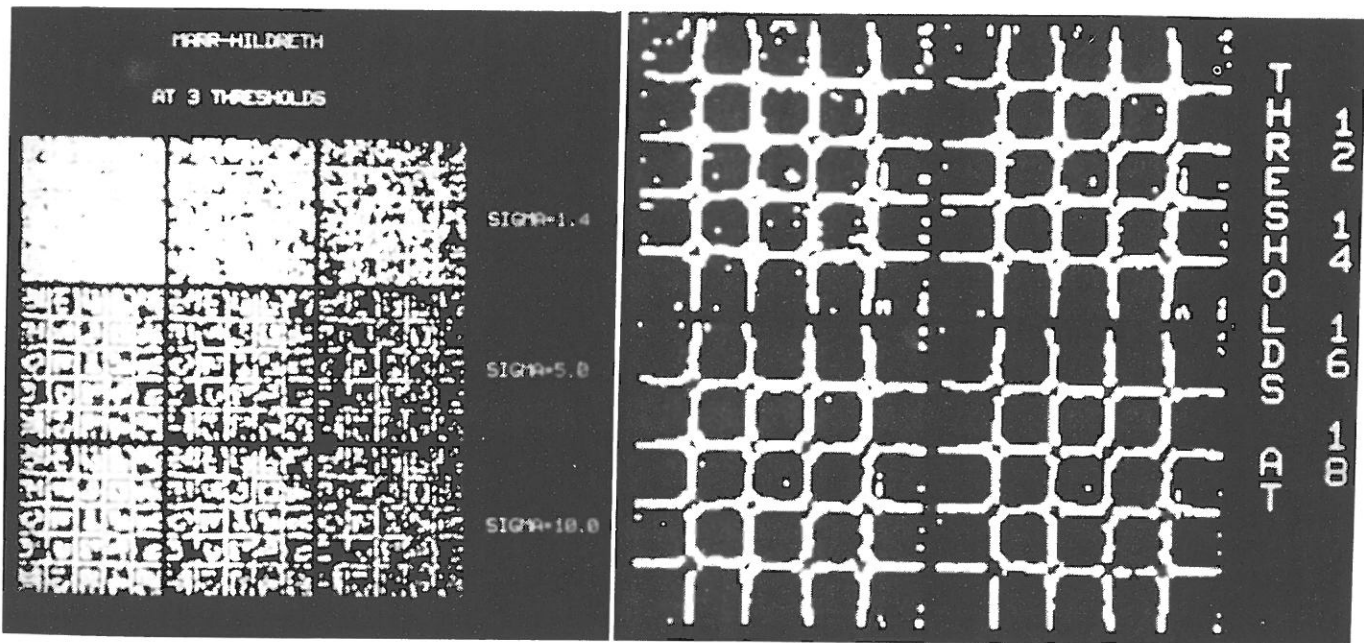 MARR-HILDRETH
AT 3 THRESHOLDS
SIGMA=1.4
SIGMA=5.0
SIGMA=10.0
THRESHOLDS AT
12
14
16
18